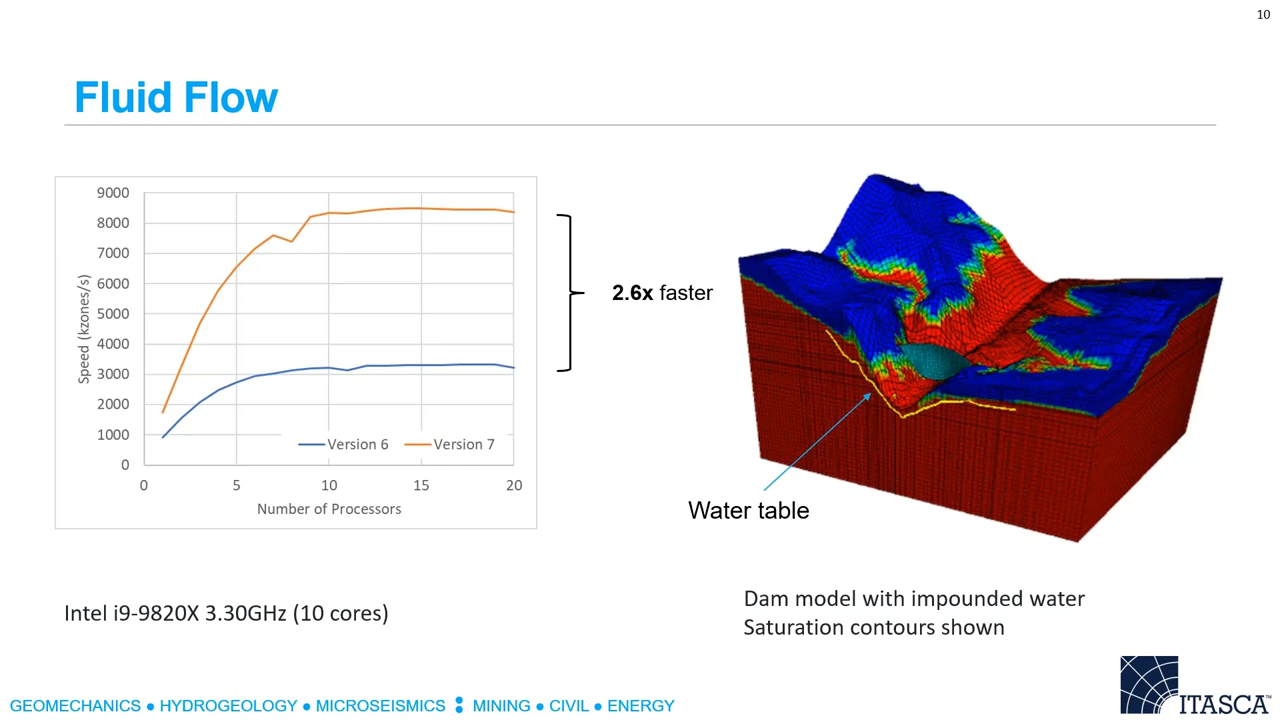 10
Fluid Flow
9000
8000
7000
6000
5000
4000
3000
2000
1000
0
Speed (kzones/s)
Version 6
Version 7
0 5 10 15 20
Number of Processors
2.6x faster
Water table
Intel i9-9820X 3.30GHz (10 cores)
Dam model with impounded water
Saturation contours shown
GEOMECHANICS ● HYDROGEOLOGY ● MICROSEISMICS : MINING ● CIVIL ● ENERGY
ITASCA™